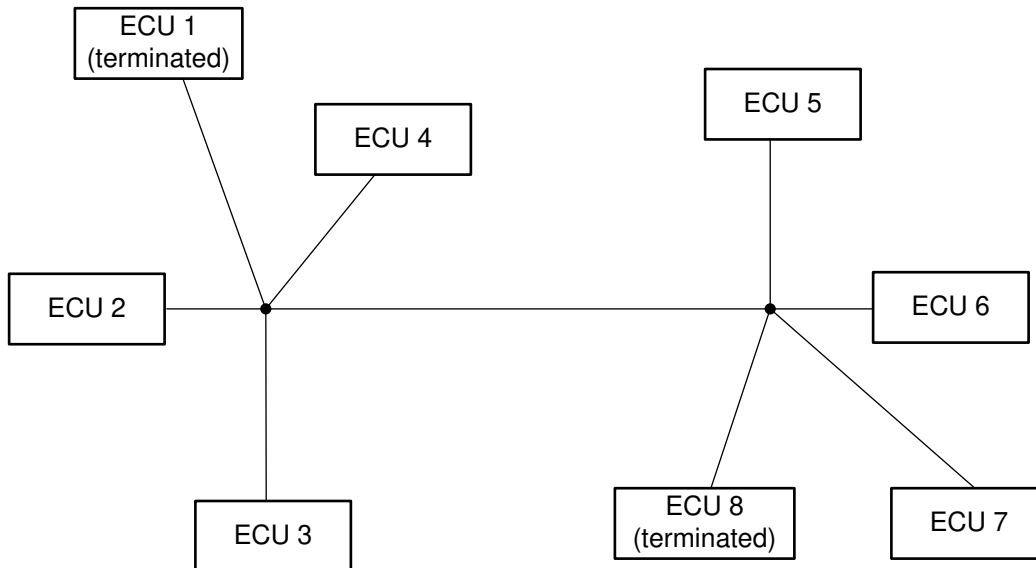 ECU 1
(terminated)
ECU 4
ECU 5
ECU 2
ECU 6
ECU 3
ECU 8
(terminated)
ECU 7